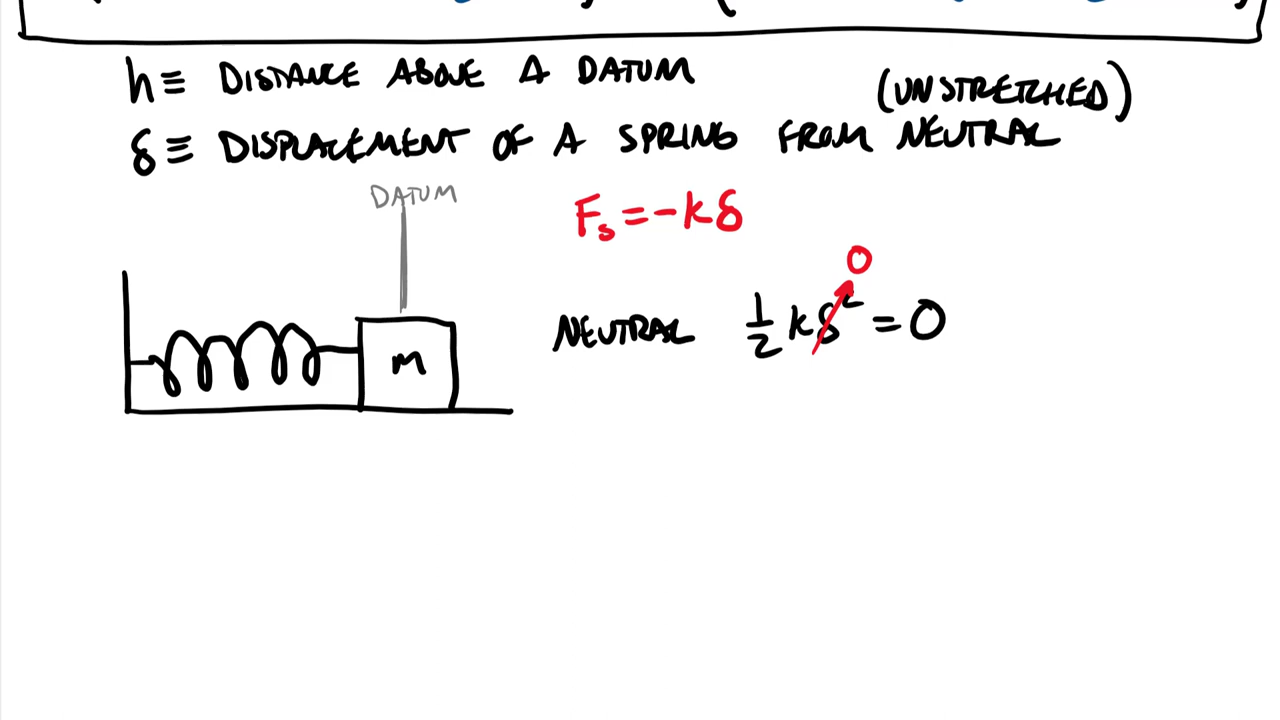 h≡ DISTANCE ABOVE A DATUM
(UNSTRETCHED)
δ≡ DISPLACEMENT OF A SPRING FROM NEUTRAL
DATUM
Fs=-kδ
0
NEUTRAL ½kδ²=0
m